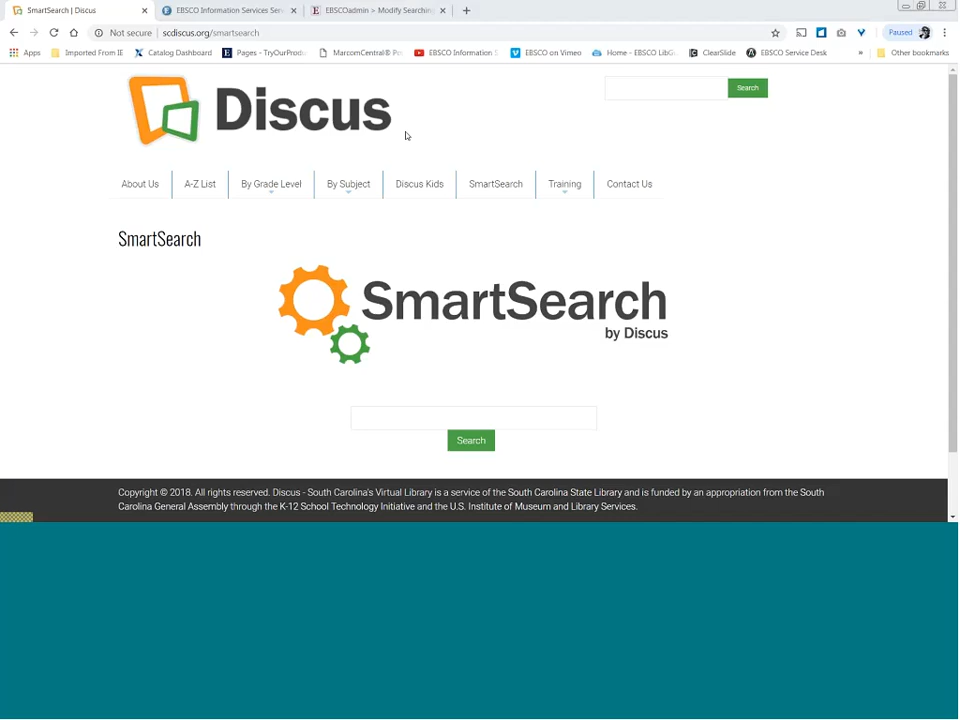 SmartSearch | Discus
EBSCO Information Services Ser
EBSCOadmin > Modify Searching
Not secure | scdiscus.org/smartsearch
Paused
Apps
Imported From IE
Catalog Dashboard
Pages - TryOurProdu
MarcomCentral® Po
EBSCO Information S
EBSCO on Vimeo
Home - EBSCO LibGu
ClearSlide
EBSCO Service Desk
»
Other bookmarks
Discus
Search
About Us
A-Z List
By Grade Level
By Subject
Discus Kids
SmartSearch
Training
Contact Us
SmartSearch
SmartSearch
by Discus
Search
Copyright © 2018. All rights reserved. Discus - South Carolina's Virtual Library is a service of the South Carolina State Library and is funded by an appropriation from the South
Carolina General Assembly through the K-12 School Technology Initiative and the U.S. Institute of Museum and Library Services.